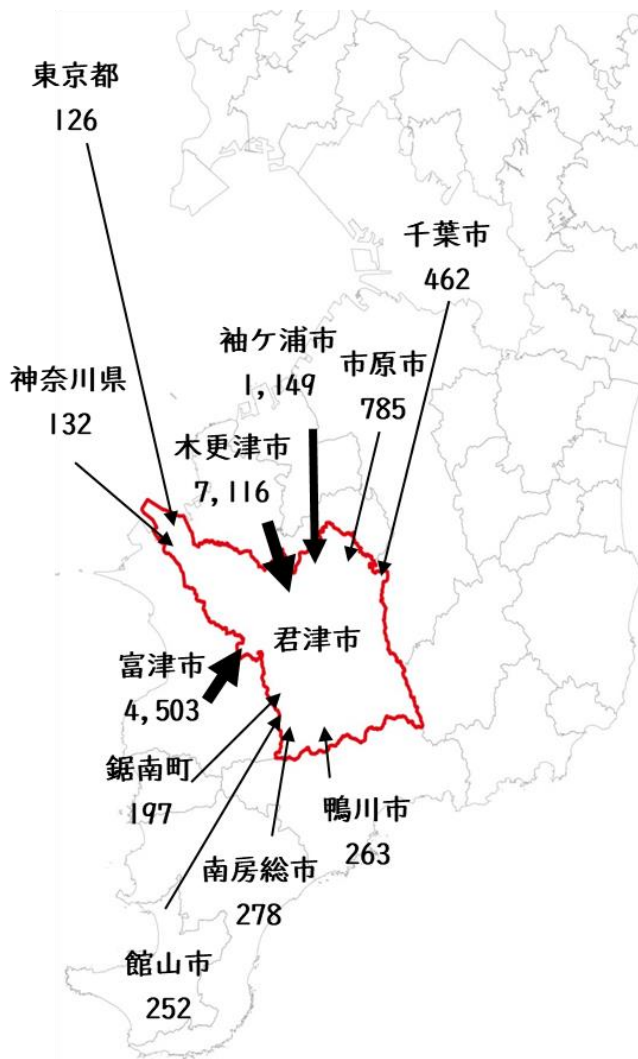 東京都
126
千葉市
462
袖ケ浦市
1,149
市原市
785
神奈川県
132
木更津市
7,116
君津市
富津市
4,503
鋸南町
197
鴨川市
263
南房総市
278
館山市
252